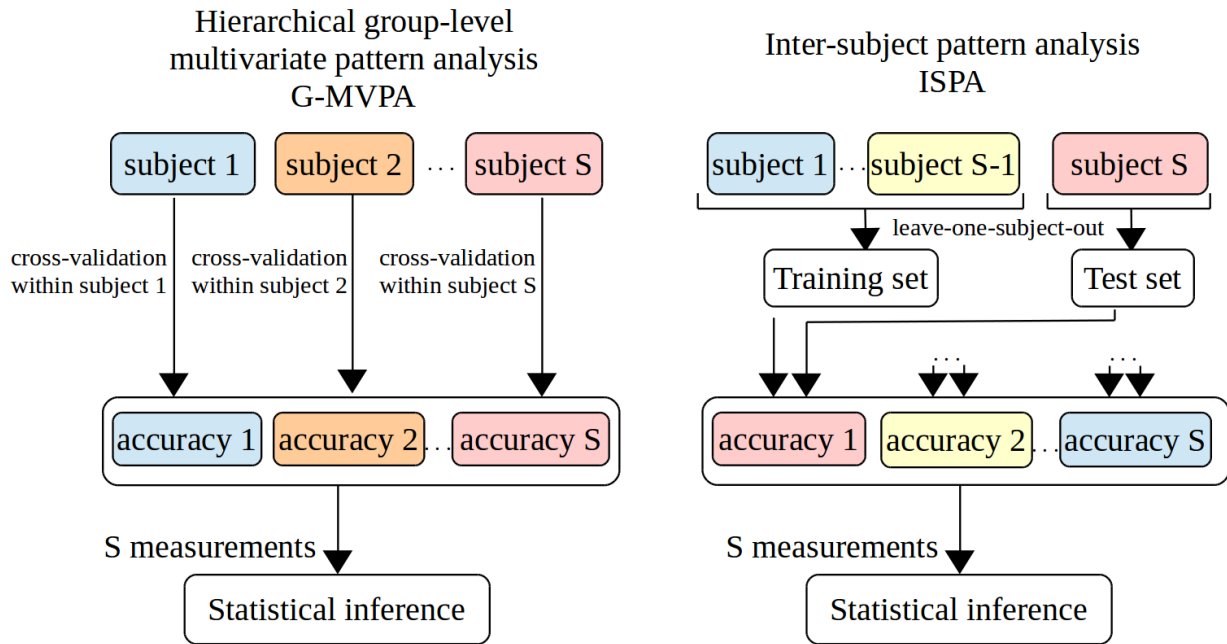 Hierarchical group-level
multivariate pattern analysis
G-MVPA
subject 1
subject 2
...
subject S
cross-validation
within subject 1
cross-validation
within subject 2
cross-validation
within subject S
accuracy 1
accuracy 2
...
accuracy S
S measurements
Statistical inference
Inter-subject pattern analysis
ISPA
subject 1
...
subject S-1
subject S
leave-one-subject-out
Training set
Test set
...
...
accuracy 1
accuracy 2
...
accuracy S
S measurements
Statistical inference